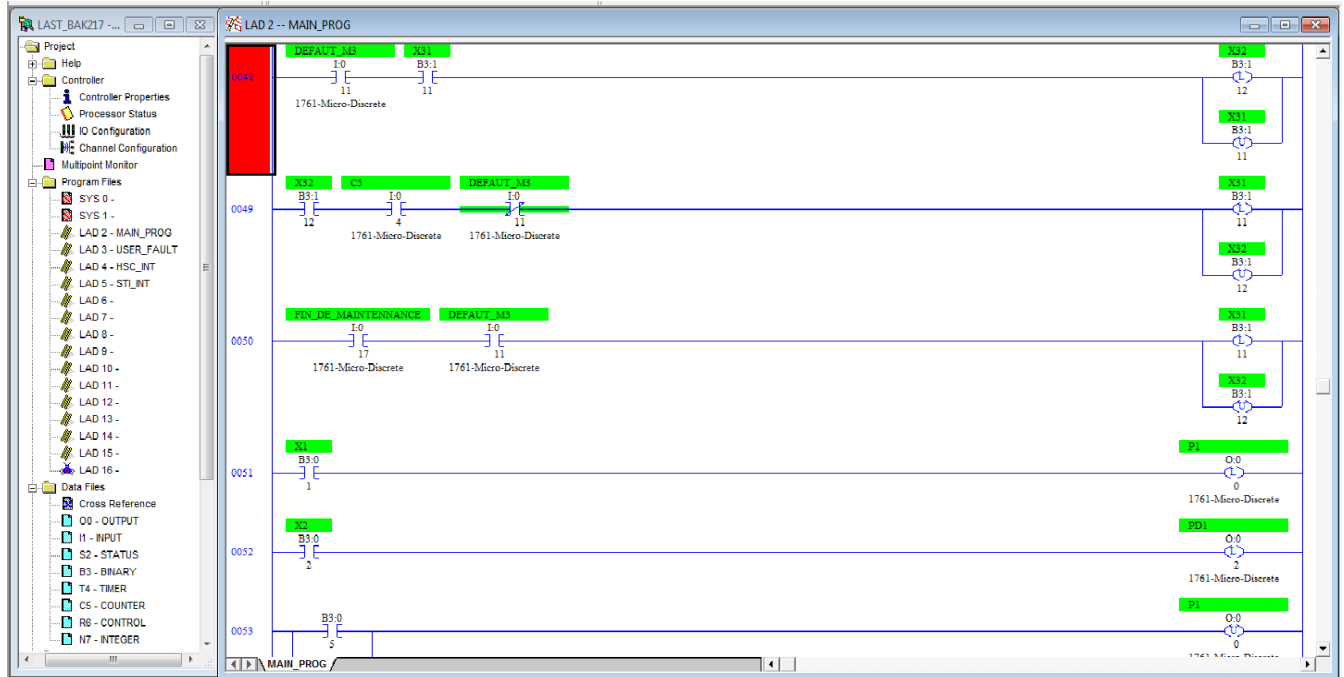 LAST_BAK217 -...
Project
Help
Controller
Controller Properties
Processor Status
IO Configuration
Channel Configuration
Multipoint Monitor
Program Files
SYS 0 -
SYS 1 -
LAD 2 - MAIN_PROG
LAD 3 - USER_FAULT
LAD 4 - HSC_INT
LAD 5 - STI_INT
LAD 6 -
LAD 7 -
LAD 8 -
LAD 9 -
LAD 10 -
LAD 11 -
LAD 12 -
LAD 13 -
LAD 14 -
LAD 15 -
LAD 16 -
Data Files
Cross Reference
O0 - OUTPUT
I1 - INPUT
S2 - STATUS
B3 - BINARY
T4 - TIMER
C5 - COUNTER
R6 - CONTROL
N7 - INTEGER
LAD 2 -- MAIN_PROG
DEFAUT_M3 X31 X32
I:0 B3:1 B3:1
0048 L
11 11 12
1761-Micro-Discrete
X31
B3:1
U
11
X32 C5 DEFAUT_M3 X31
B3:1 I:0 I:0 B3:1
0049 L
12 4 11 11
1761-Micro-Discrete 1761-Micro-Discrete
X32
B3:1
U
12
FIN_DE_MAINTENNANCE DEFAUT_M3 X31
I:0 I:0 B3:1
0050 L
17 11 11
1761-Micro-Discrete 1761-Micro-Discrete
X32
B3:1
U
12
X1 P1
B3:0 O:0
0051 L
1 0
1761-Micro-Discrete
X2 PD1
B3:0 O:0
0052 L
2 2
1761-Micro-Discrete
P1
B3:0 O:0
0053 U
5 0
1761-Micro-Discrete
MAIN_PROG